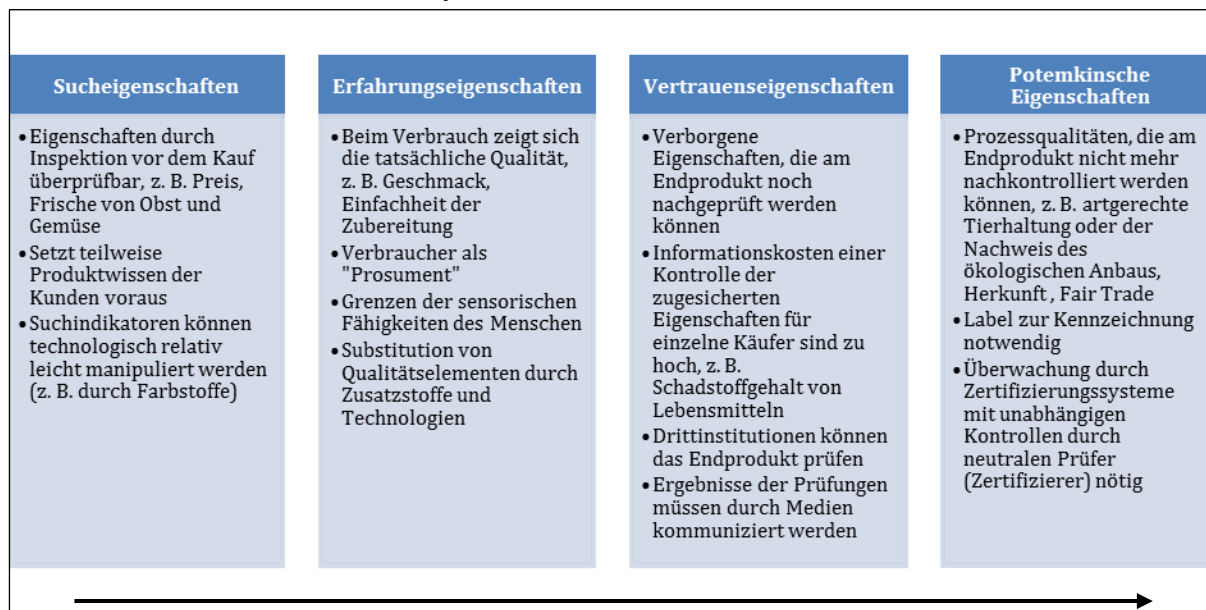 Sucheigenschaften
• Eigenschaften durch
Inspektion vor dem Kauf
überprüfbar, z. B. Preis,
Frische von Obst und
Gemüse
• Setzt teilweise
Produktwissen der
Kunden voraus
• Suchindikatoren können
technologisch relativ
leicht manipuliert werden
(z. B. durch Farbstoffe)
Erfahrungseigenschaften
• Beim Verbrauch zeigt sich
die tatsächliche Qualität,
z. B. Geschmack,
Einfachheit der
Zubereitung
• Verbraucher als
"Prosument"
• Grenzen der sensorischen
Fähigkeiten des Menschen
• Substitution von
Qualitätselementen durch
Zusatzstoffe und
Technologien
Vertrauenseigenschaften
• Verborgene
Eigenschaften, die am
Endprodukt noch
nachgeprüft werden
können
• Informationskosten einer
Kontrolle der
zugesicherten
Eigenschaften für
einzelne Käufer sind zu
hoch, z. B.
Schadstoffgehalt von
Lebensmitteln
• Drittinstitutionen können
das Endprodukt prüfen
• Ergebnisse der Prüfungen
müssen durch Medien
kommuniziert werden
Potemkinsche
Eigenschaften
• Prozessqualitäten, die am
Endprodukt nicht mehr
nachkontrolliert werden
können, z. B. artgerechte
Tierhaltung oder der
Nachweis des
ökologischen Anbaus,
Herkunft , Fair Trade
• Label zur Kennzeichnung
notwendig
• Überwachung durch
Zertifizierungssysteme
mit unabhängigen
Kontrollen durch
neutralen Prüfer
(Zertifizierer) nötig